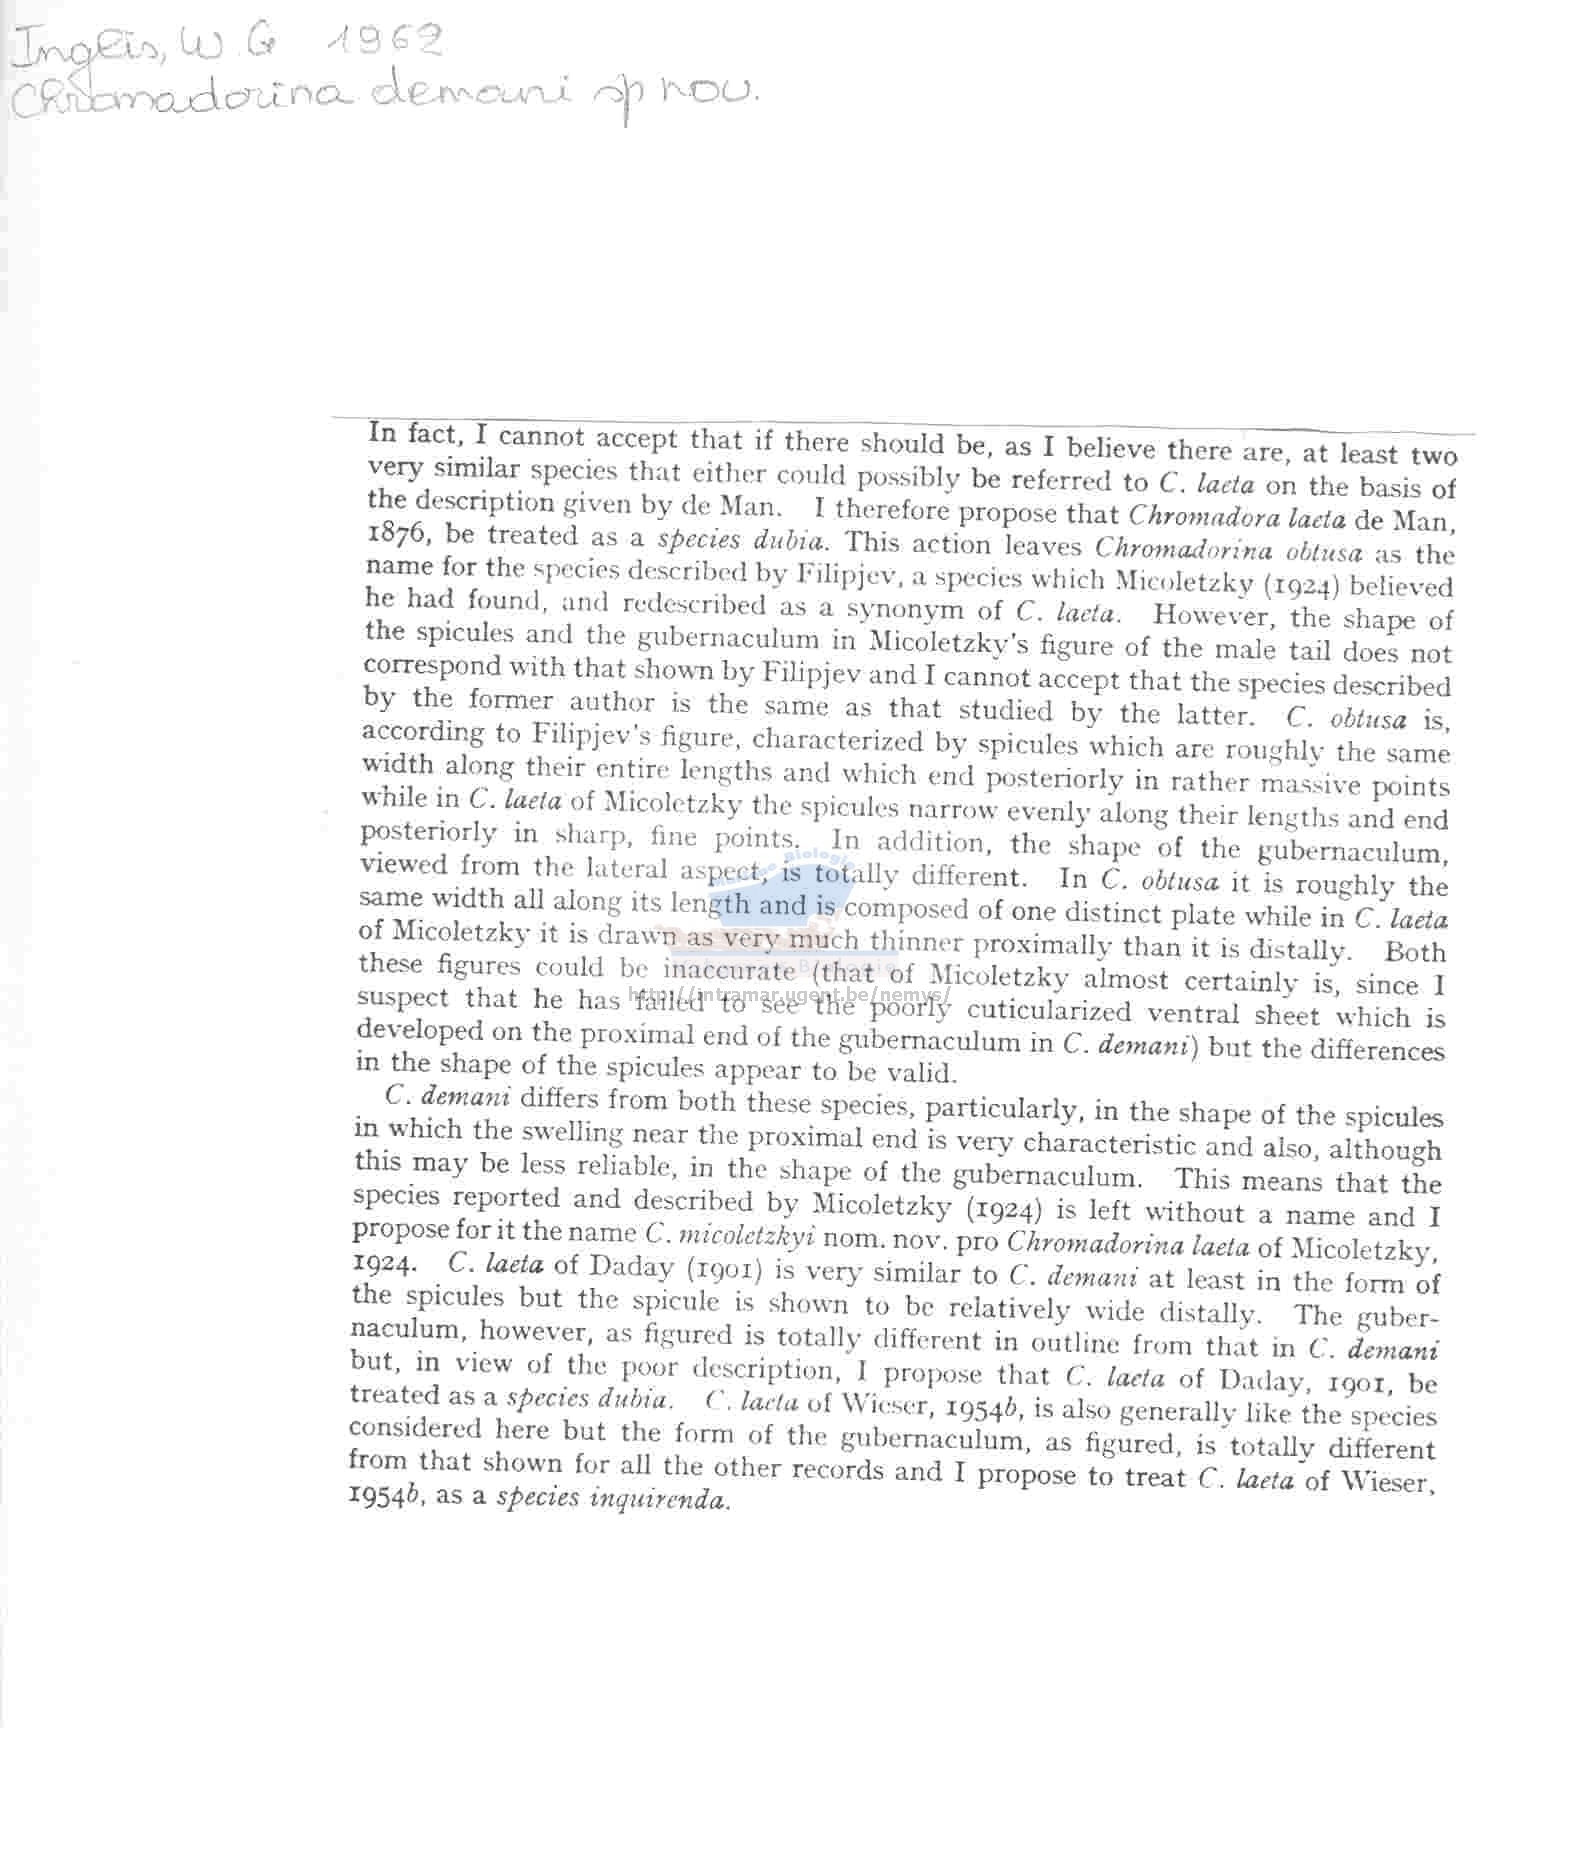 Inglis, W. G 1962
Chromadorina demani sp nov.
In fact, I cannot accept that if there should be, as I believe there are, at least two
very similar species that either could possibly be referred to C. laeta on the basis of
the description given by de Man. I therefore propose that Chromadora laeta de Man,
1876, be treated as a species dubia. This action leaves Chromadorina obtusa as the
name for the species described by Filipjev, a species which Micoletzky (1924) believed
he had found, and redescribed as a synonym of C. laeta. However, the shape of
the spicules and the gubernaculum in Micoletzky's figure of the male tail does not
correspond with that shown by Filipjev and I cannot accept that the species described
by the former author is the same as that studied by the latter. C. obtusa is,
according to Filipjev's figure, characterized by spicules which are roughly the same
width along their entire lengths and which end posteriorly in rather massive points
while in C. laeta of Micoletzky the spicules narrow evenly along their lengths and end
posteriorly in sharp, fine points. In addition, the shape of the gubernaculum,
viewed from the lateral aspect, is totally different. In C. obtusa it is roughly the
same width all along its length and is composed of one distinct plate while in C. laeta
of Micoletzky it is drawn as very much thinner proximally than it is distally. Both
these figures could be inaccurate (that of Micoletzky almost certainly is, since I
suspect that he has failed to see the poorly cuticularized ventral sheet which is
http://intramar.ugent.be/nemys/
developed on the proximal end of the gubernaculum in C. demani) but the differences
in the shape of the spicules appear to be valid.
C. demani differs from both these species, particularly, in the shape of the spicules
in which the swelling near the proximal end is very characteristic and also, although
this may be less reliable, in the shape of the gubernaculum. This means that the
species reported and described by Micoletzky (1924) is left without a name and I
propose for it the name C. micoletzkyi nom. nov. pro Chromadorina laeta of Micoletzky,
1924. C. laeta of Daday (1901) is very similar to C. demani at least in the form of
the spicules but the spicule is shown to be relatively wide distally. The guber-
naculum, however, as figured is totally different in outline from that in C. demani
but, in view of the poor description, I propose that C. laeta of Daday, 1901, be
treated as a species dubia. C. laeta of Wieser, 1954b, is also generally like the species
considered here but the form of the gubernaculum, as figured, is totally different
from that shown for all the other records and I propose to treat C. laeta of Wieser,
1954b, as a species inquirenda.